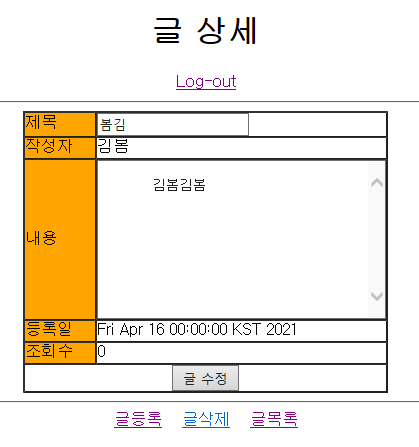 글 상세
Log-out
제목 봄김
작성자 김봄
내용 김봄김봄
등록일 Fri Apr 16 00:00:00 KST 2021
조회수 0
글 수정
글등록 글삭제 글목록